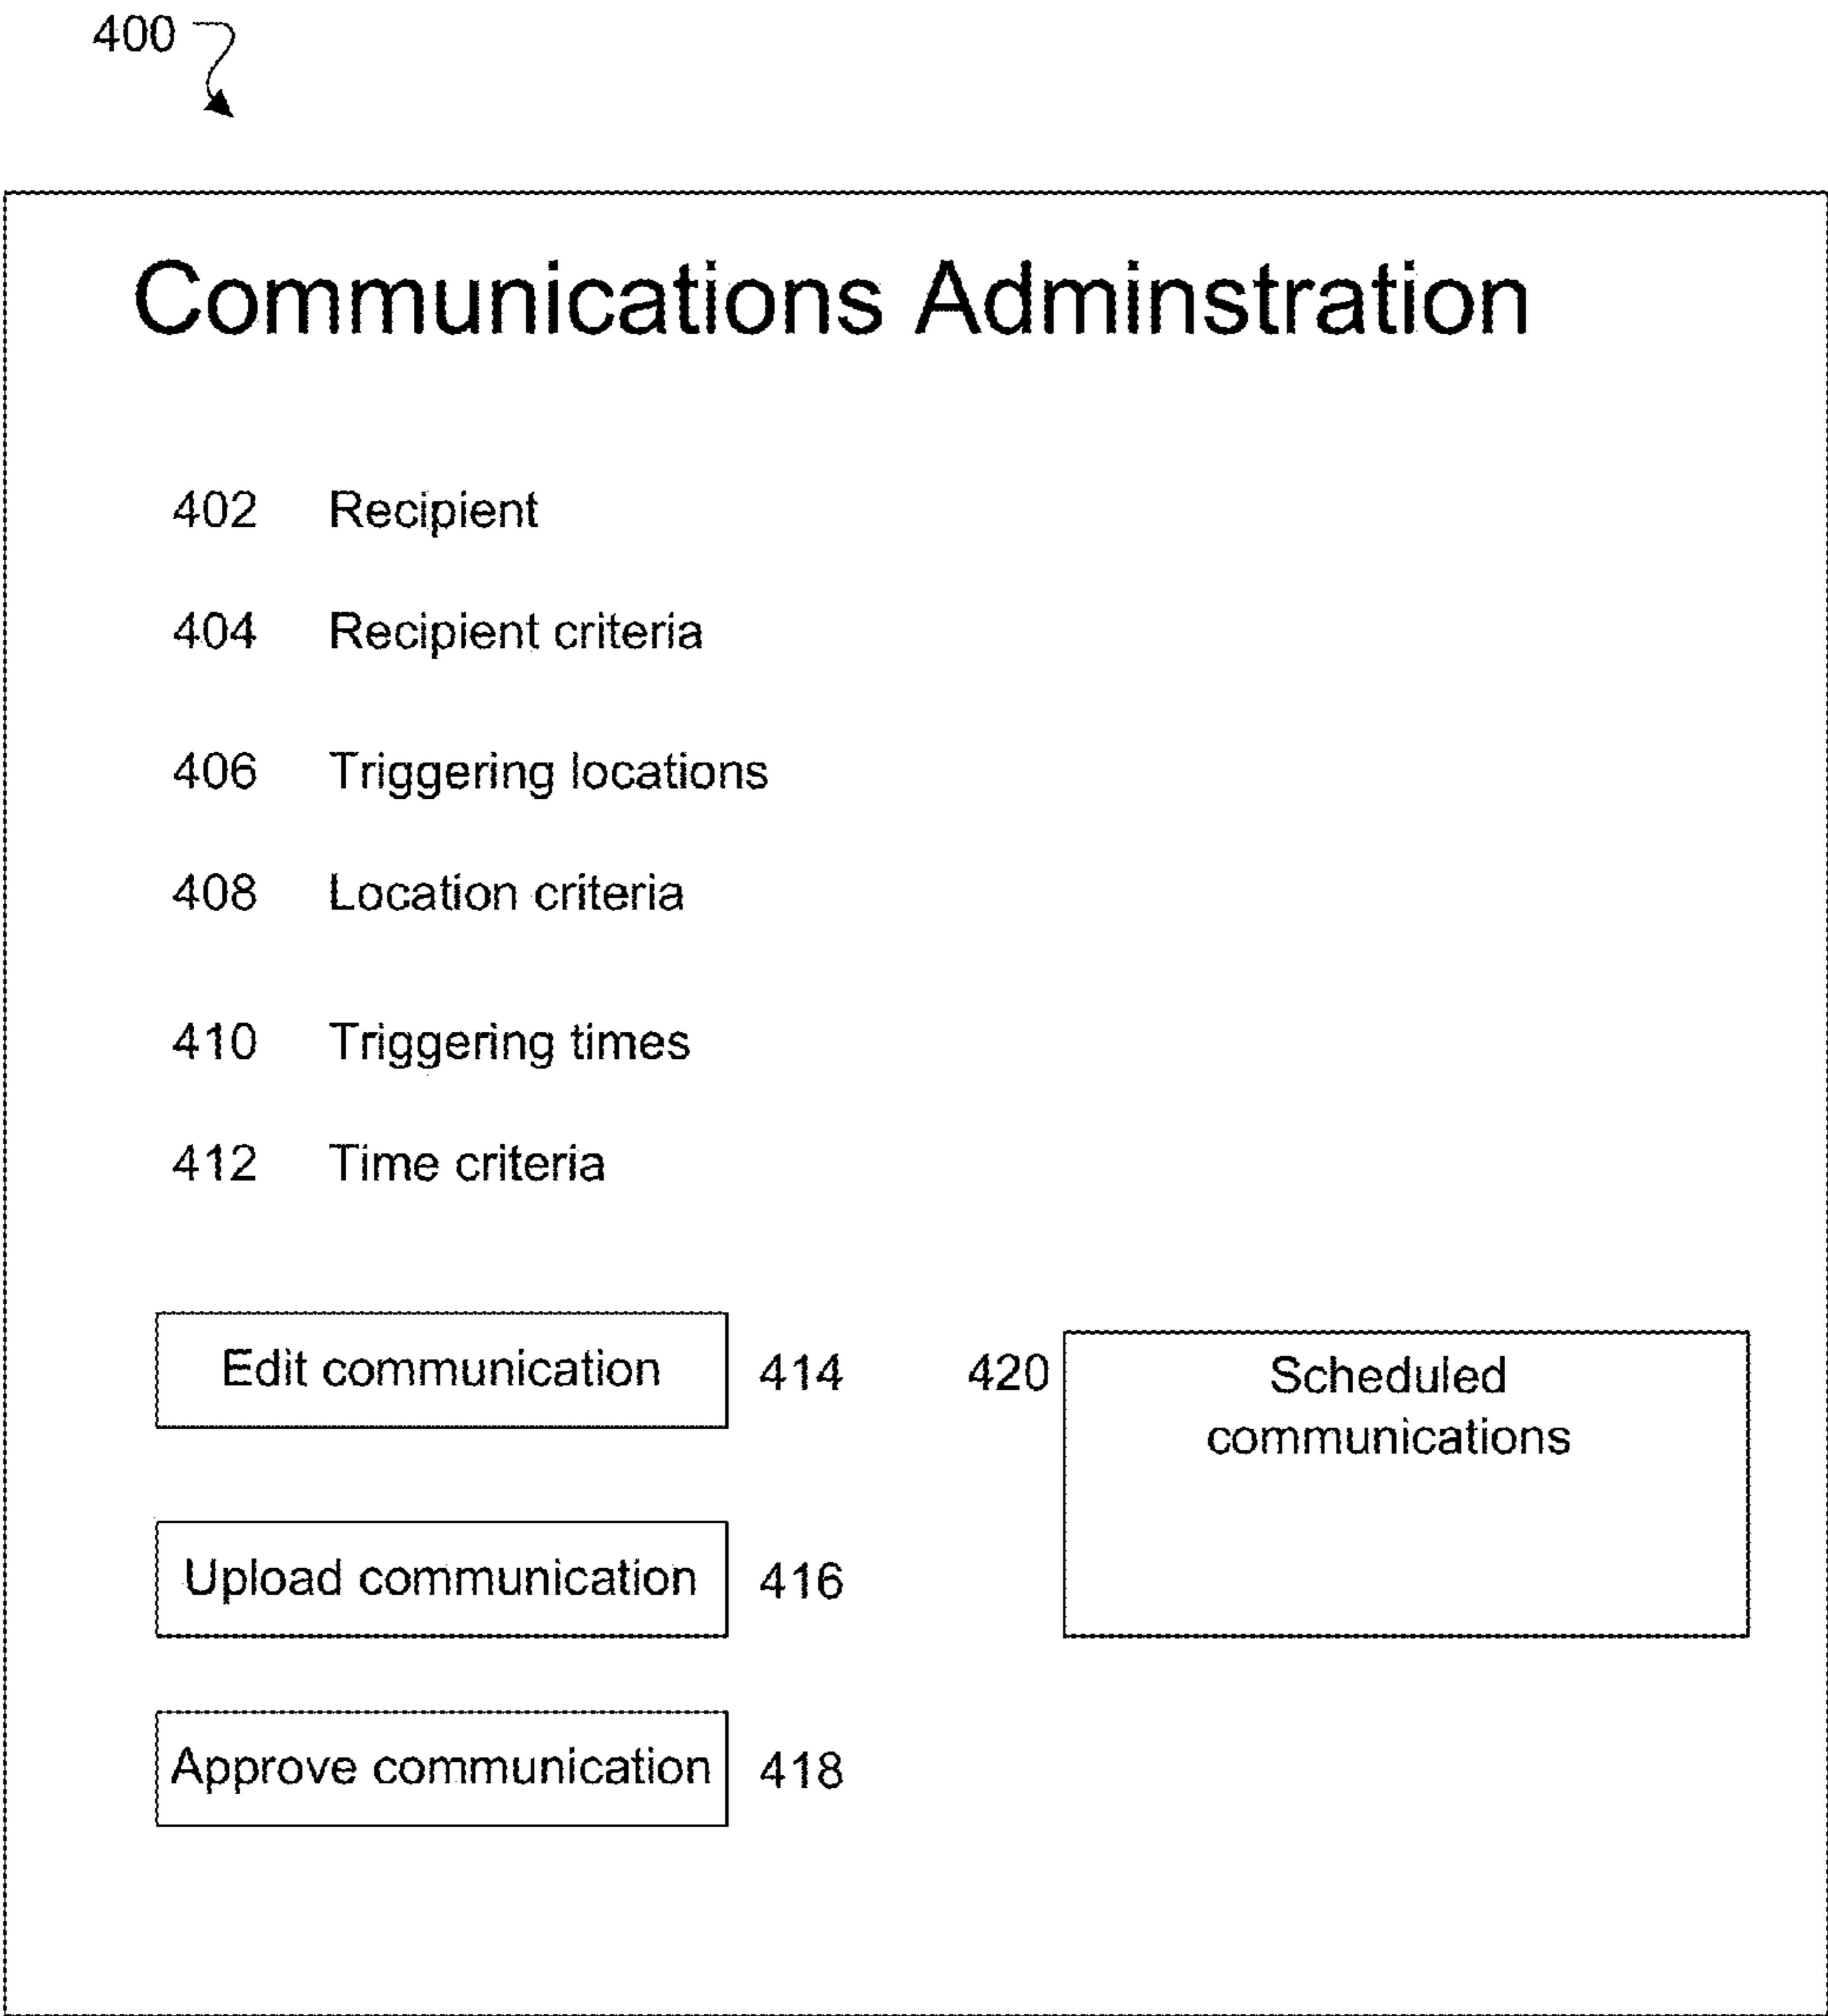 400
Communications Adminstration
402 Recipient
404 Recipient criteria
406 Triggering locations
408 Location criteria
410 Triggering times
412 Time criteria
Edit communication 414
420 Scheduled
communications
Upload communication 416
Approve communication 418